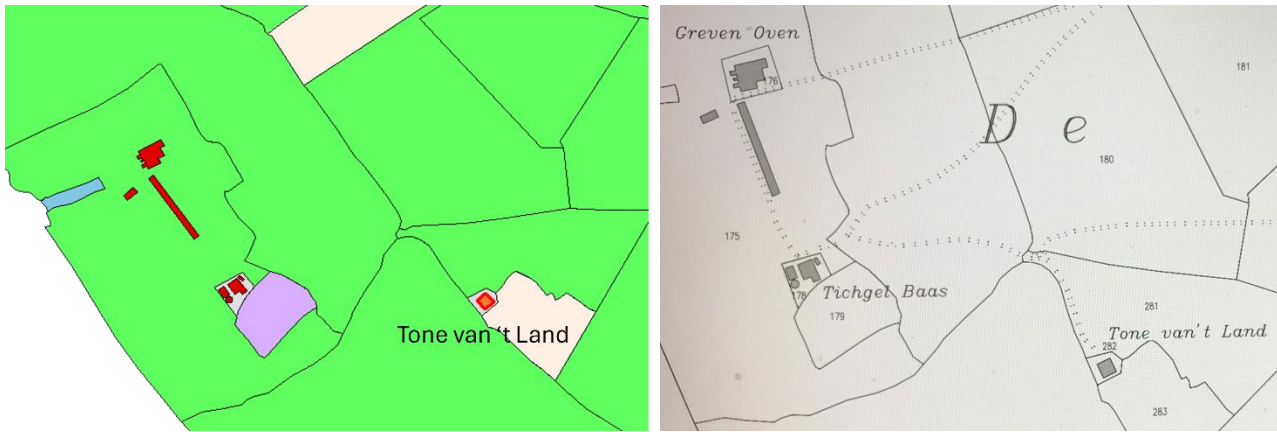 Tone van‘t Land
Greven Oven
176
181
D e
180
175
Tichgel Baas
178
179
281
Tone van't Land
282
283